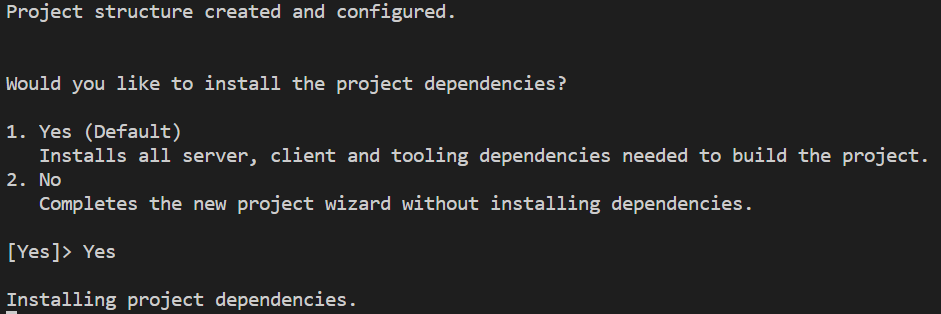 Project structure created and configured.
Would you like to install the project dependencies?
1. Yes (Default)
Installs all server, client and tooling dependencies needed to build the project.
2. No
Completes the new project wizard without installing dependencies.
[Yes]> Yes
Installing project dependencies.